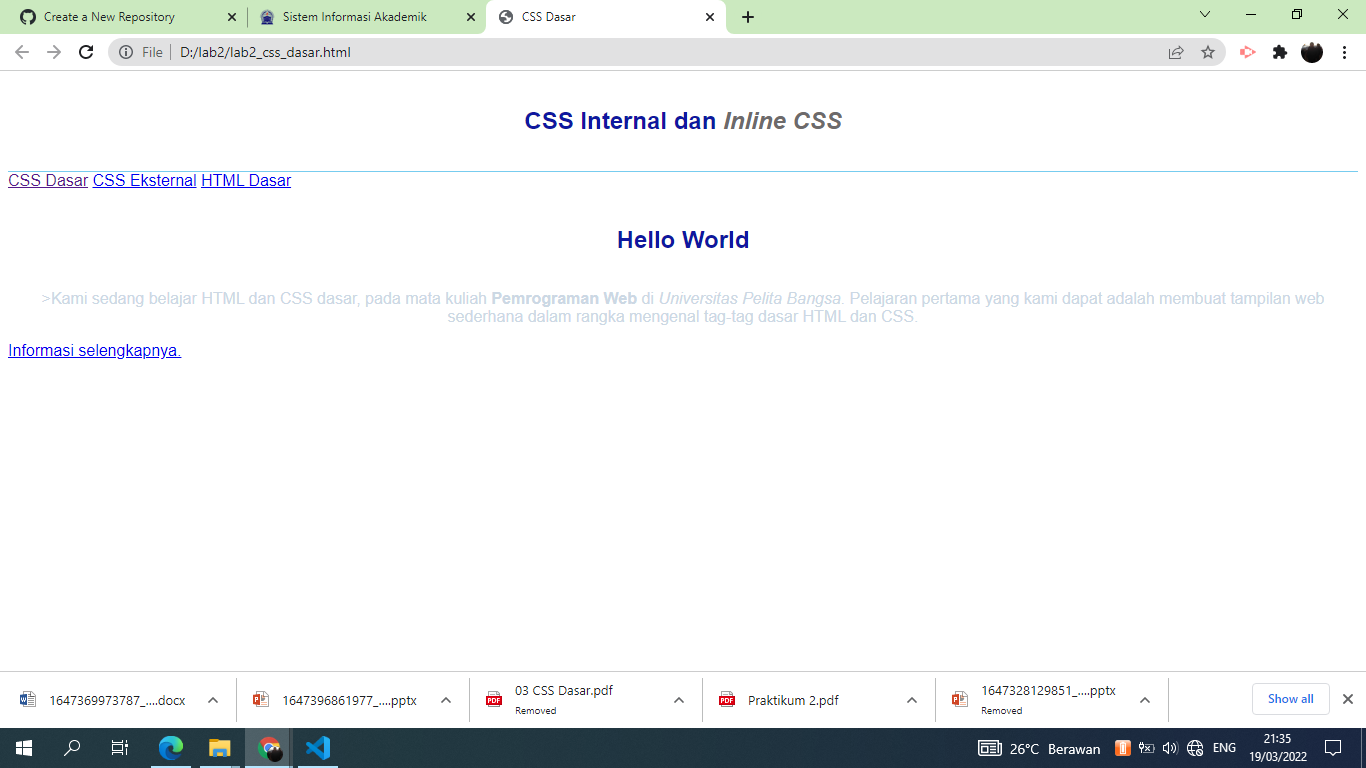 Create a New Repository
Sistem Informasi Akademik
CSS Dasar
File D:/lab2/lab2_css_dasar.html
CSS Internal dan Inline CSS
CSS Dasar CSS Eksternal HTML Dasar
Hello World
>Kami sedang belajar HTML dan CSS dasar, pada mata kuliah Pemrograman Web di Universitas Pelita Bangsa. Pelajaran pertama yang kami dapat adalah membuat tampilan web
sederhana dalam rangka mengenal tag-tag dasar HTML dan CSS.
Informasi selengkapnya.
1647369973787_....docx
1647396861977_....pptx
03 CSS Dasar.pdf
Removed
Praktikum 2.pdf
1647328129851_....pptx
Removed
Show all
26°C Berawan
ENG
21:35
19/03/2022